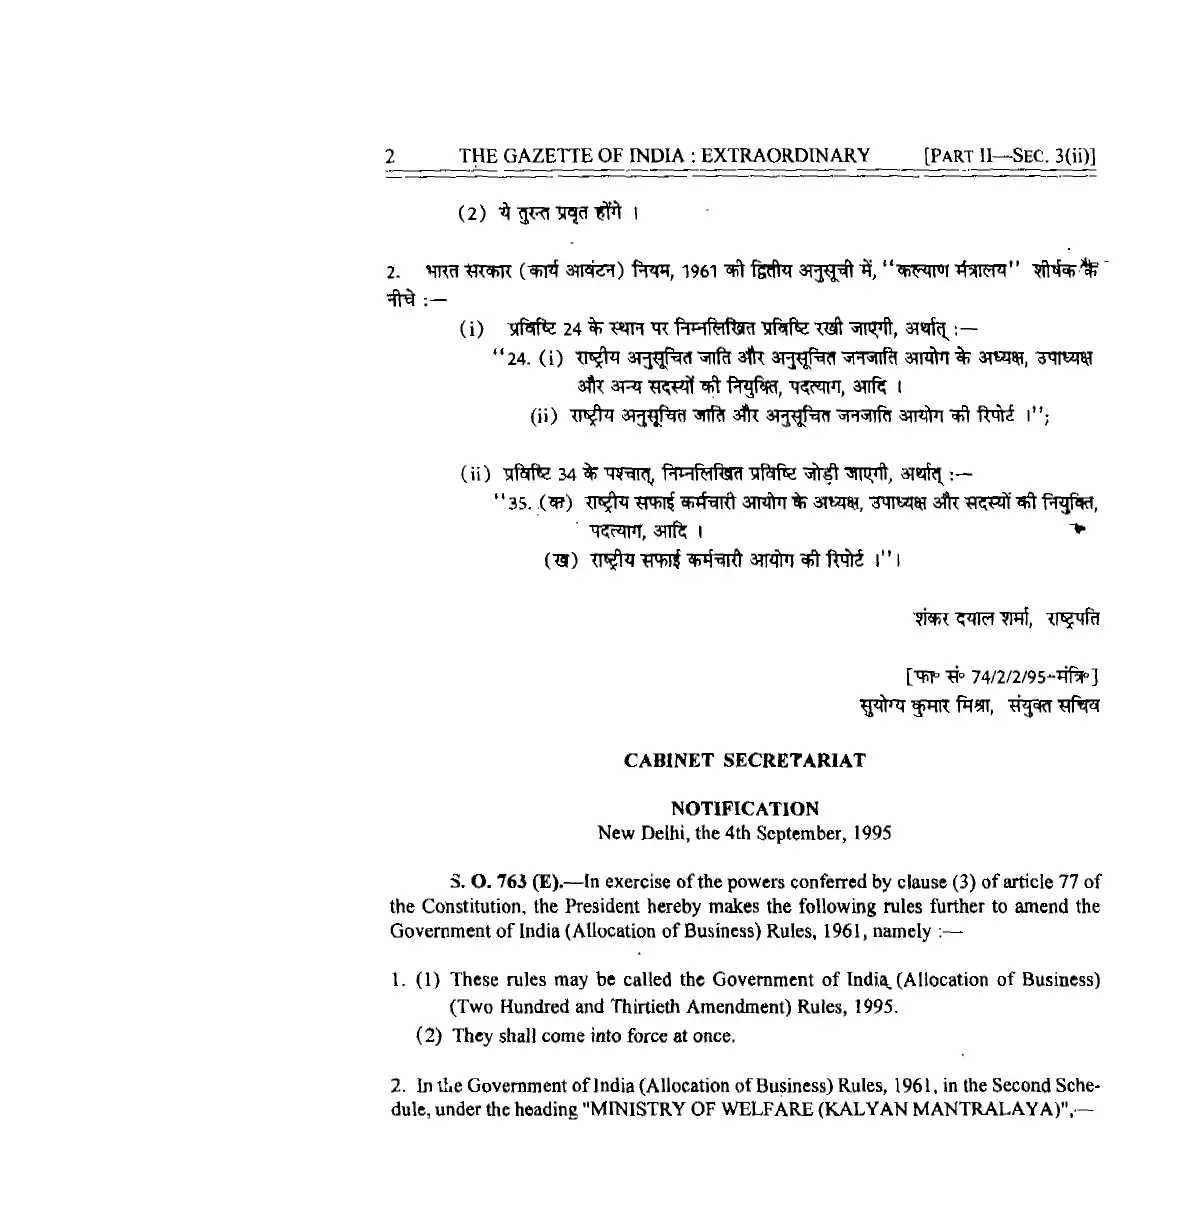 2 THE GAZETTE OF INDIA : EXTRAORDINARY [PART II—SEC. 3(ii)]
(2) ये तुरन्त प्रवृत होंगे ।
2. भारत सरकार (कार्य आवंटन) नियम, 1961 की द्वितीय अनुसूची में, "कल्याण मंत्रालय" शीर्षक के
नीचे :—
(i) प्रविष्टि 24 के स्थान पर निम्नलिखित प्रविष्टि रखी जाएगी, अर्थात् :—
"24. (i) राष्ट्रीय अनुसूचित जाति और अनुसूचित जनजाति आयोग के अध्यक्ष, उपाध्यक्ष
और अन्य सदस्यों की नियुक्ति, पदत्याग, आदि ।
(ii) राष्ट्रीय अनुसूचित जाति और अनुसूचित जनजाति आयोग की रिपोर्ट ।";
(ii) प्रविष्टि 34 के पश्चात्, निम्नलिखित प्रविष्टि जोड़ी जाएगी, अर्थात् :—
"35. (क) राष्ट्रीय सफाई कर्मचारी आयोग के अध्यक्ष, उपाध्यक्ष और सदस्यों की नियुक्ति,
पदत्याग, आदि ।
(ख) राष्ट्रीय सफाई कर्मचारी आयोग की रिपोर्ट ।"।
शंकर दयाल शर्मा, राष्ट्रपति
[फा॰ सं॰ 74/2/2/95-मंत्रि॰]
सुयोग्य कुमार मिश्रा, संयुक्त सचिव
CABINET SECRETARIAT
NOTIFICATION
New Delhi, the 4th September, 1995
S. O. 763 (E).—In exercise of the powers conferred by clause (3) of article 77 of
the Constitution, the President hereby makes the following rules further to amend the
Government of India (Allocation of Business) Rules, 1961, namely :—
1. (1) These rules may be called the Government of India (Allocation of Business)
(Two Hundred and Thirtieth Amendment) Rules, 1995.
(2) They shall come into force at once.
2. In the Government of India (Allocation of Business) Rules, 1961, in the Second Sche-
dule, under the heading "MINISTRY OF WELFARE (KALYAN MANTRALAYA)",—